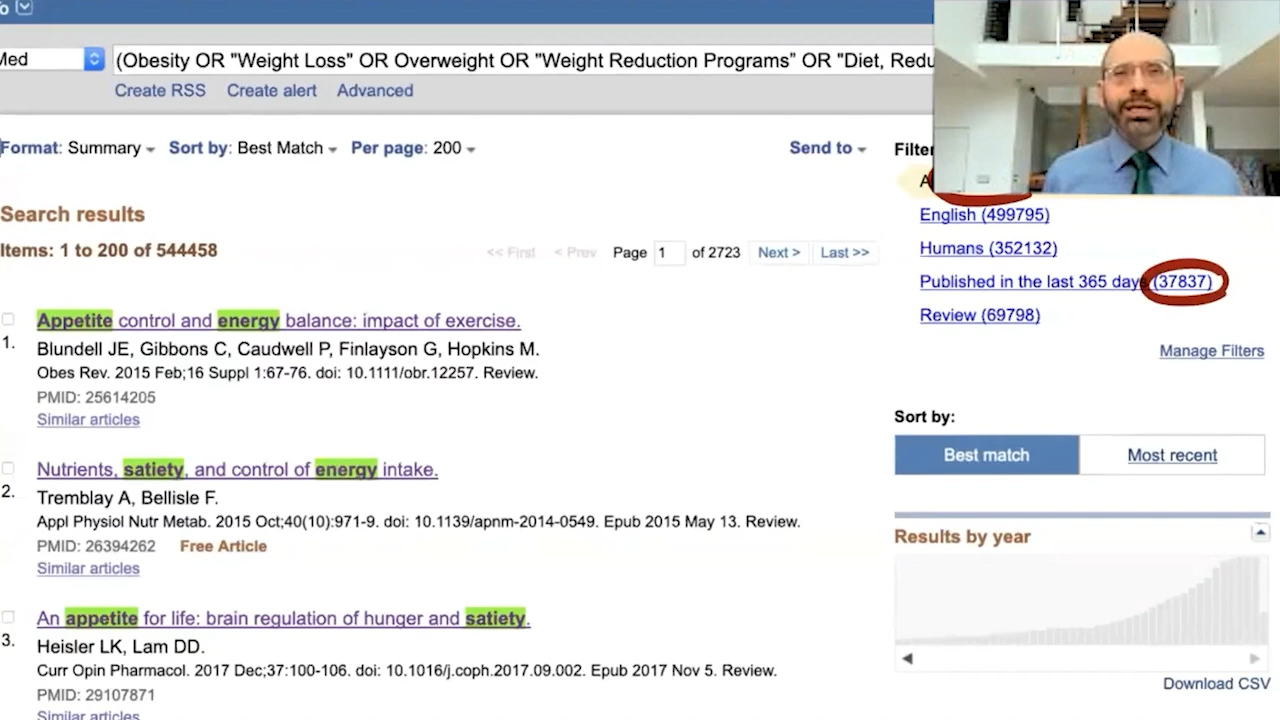 (Obesity OR "Weight Loss" OR Overweight OR "Weight Reduction Programs" OR "Diet, Redu
Create RSS Create alert Advanced
Format: Summary Sort by: Best Match Per page: 200 Send to
Filter
Search results
Items: 1 to 200 of 544458
<< First < Prev Page 1 of 2723 Next > Last >>
English (499795)
Humans (352132)
Published in the last 365 days (37837)
Review (69798)
Manage Filters
1. Appetite control and energy balance: impact of exercise.
Blundell JE, Gibbons C, Caudwell P, Finlayson G, Hopkins M.
Obes Rev. 2015 Feb;16 Suppl 1:67-76. doi: 10.1111/obr.12257. Review.
PMID: 25614205
Similar articles
2. Nutrients, satiety, and control of energy intake.
Tremblay A, Bellisle F.
Appl Physiol Nutr Metab. 2015 Oct;40(10):971-9. doi: 10.1139/apnm-2014-0549. Epub 2015 May 13. Review.
PMID: 26394262 Free Article
Similar articles
3. An appetite for life: brain regulation of hunger and satiety.
Heisler LK, Lam DD.
Curr Opin Pharmacol. 2017 Dec;37:100-106. doi: 10.1016/j.coph.2017.09.002. Epub 2017 Nov 5. Review.
PMID: 29107871
Similar articles
Sort by:
Best match Most recent
Results by year
Download CSV